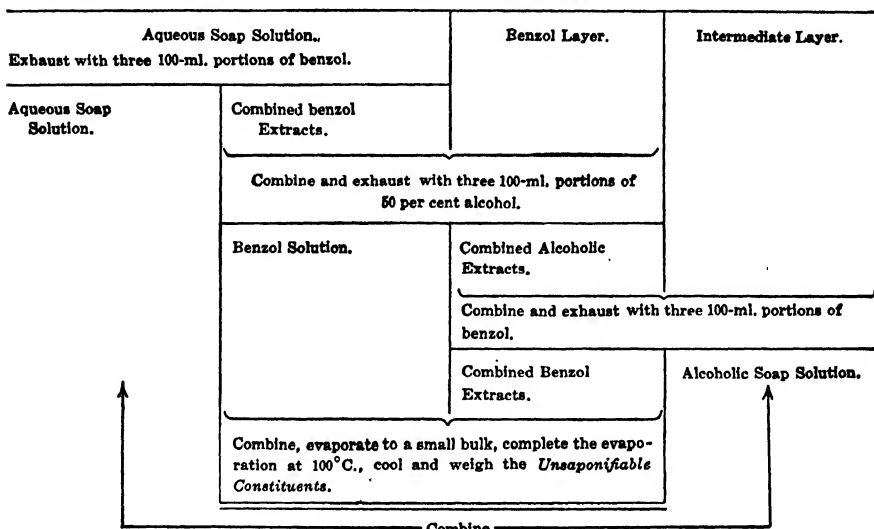 Aqueous Soap Solution.
Exhaust with three 100-ml. portions of benzol.
Benzol Layer.
Intermediate Layer.
Aqueous Soap
Solution.
Combined benzol
Extracts.
Combine and exhaust with three 100-ml. portions of
50 per cent alcohol.
Benzol Solution.
Combined Alcoholic
Extracts.
Combine and exhaust with three 100-ml. portions of
benzol.
Combined Benzol
Extracts.
Alcoholic Soap Solution.
Combine, evaporate to a small bulk, complete the evapo-
ration at 100°C., cool and weigh the Unsaponifiable
Constituents.
Combine